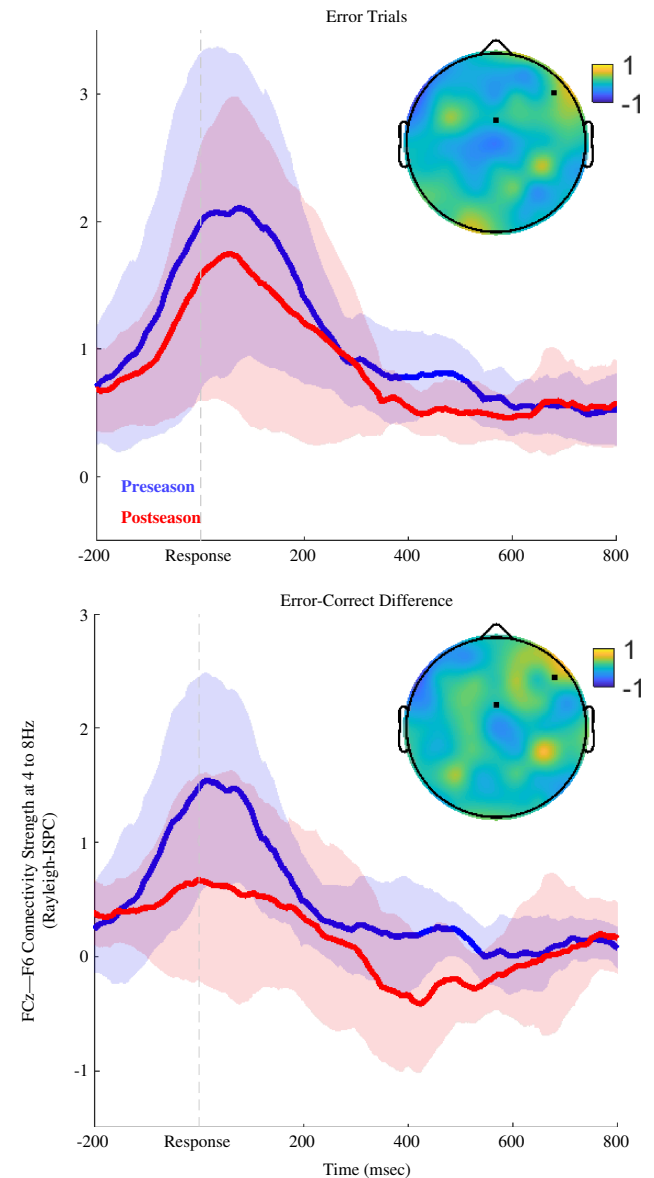 Error Trials
3
2
1
0
1
-1
Preseason
Postseason
-200 Response 200 400 600 800
Error-Correct Difference
3
2
1
0
-1
1
-1
FCz—F6 Connectivity Strength at 4 to 8Hz
(Rayleigh-ISPC)
-200 Response 200 400 600 800
Time (msec)